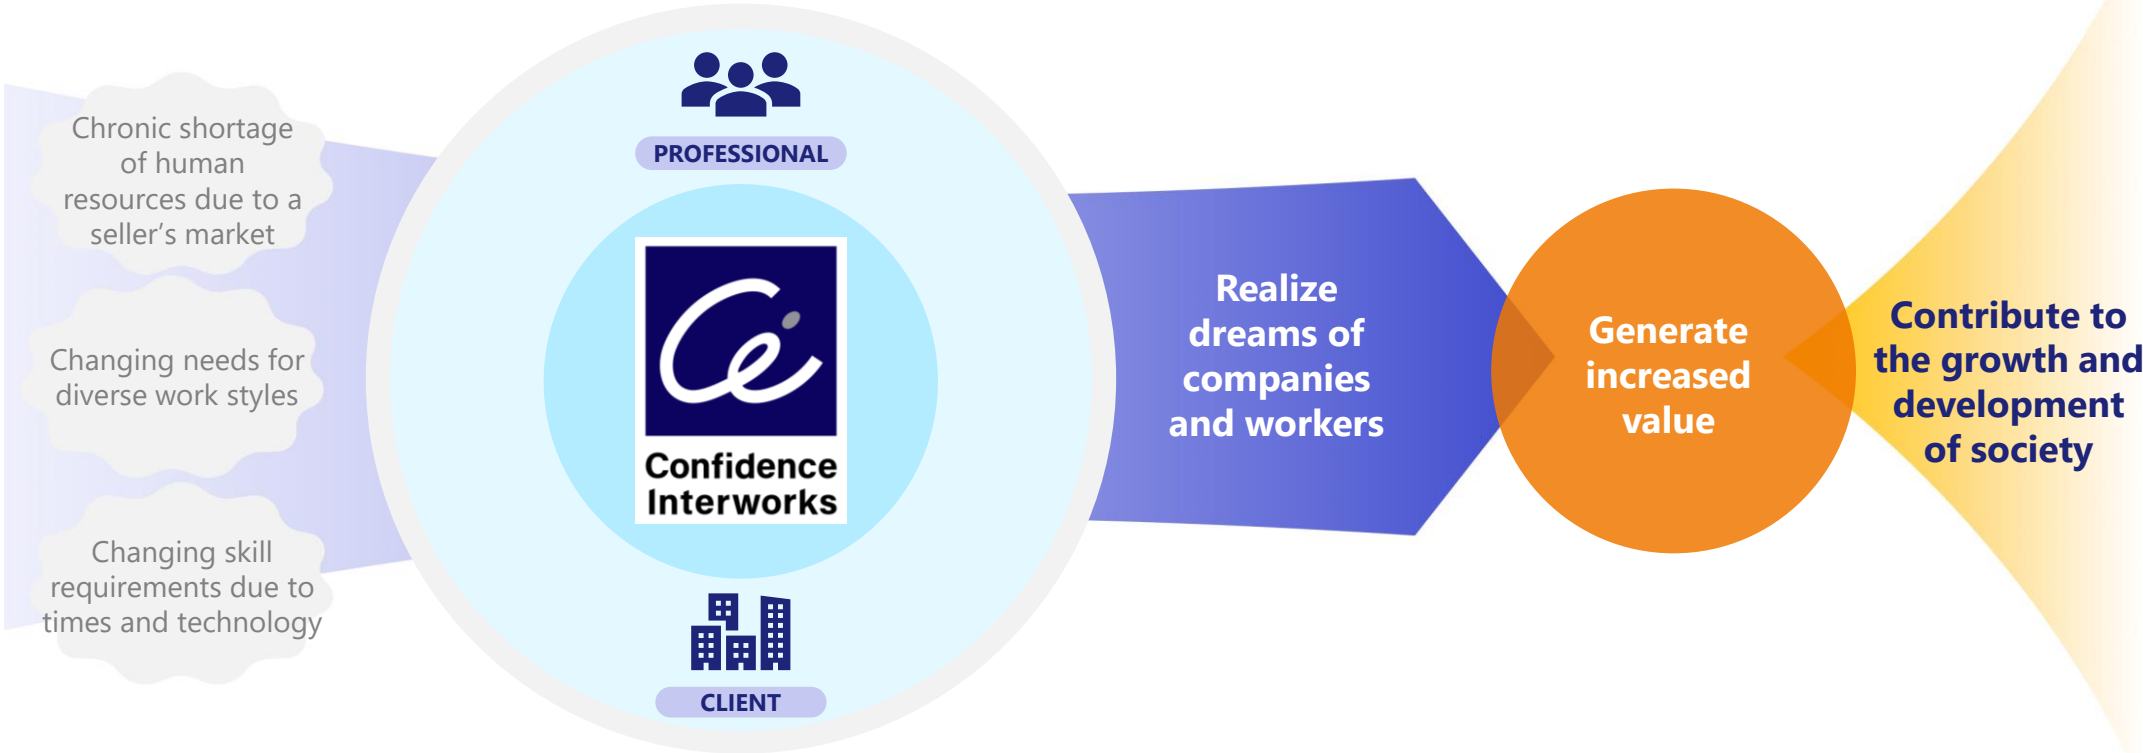 Chronic shortage
of human
resources due to a
seller’s market
Changing needs for
diverse work styles
Changing skill
requirements due to
times and technology
PROFESSIONAL
Ci
Confidence
Interworks
CLIENT
Realize
dreams of
companies
and workers
Generate
increased
value
Contribute to
the growth and
development
of society